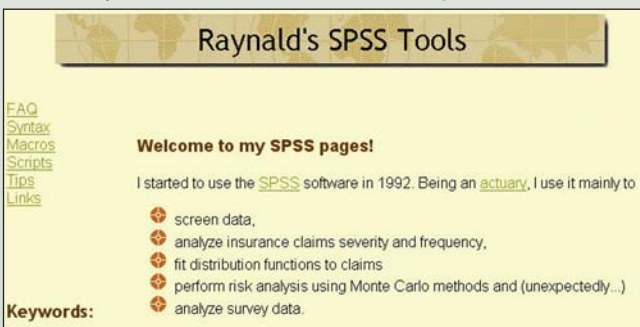 Raynald's SPSS Tools
FAQ
Syntax
Macros
Scripts
Tips
Links
Welcome to my SPSS pages!
I started to use the SPSS software in 1992. Being an actuary, I use it mainly to
screen data,
analyze insurance claims severity and frequency,
fit distribution functions to claims
perform risk analysis using Monte Carlo methods and (unexpectedly...)
analyze survey data.
Keywords: